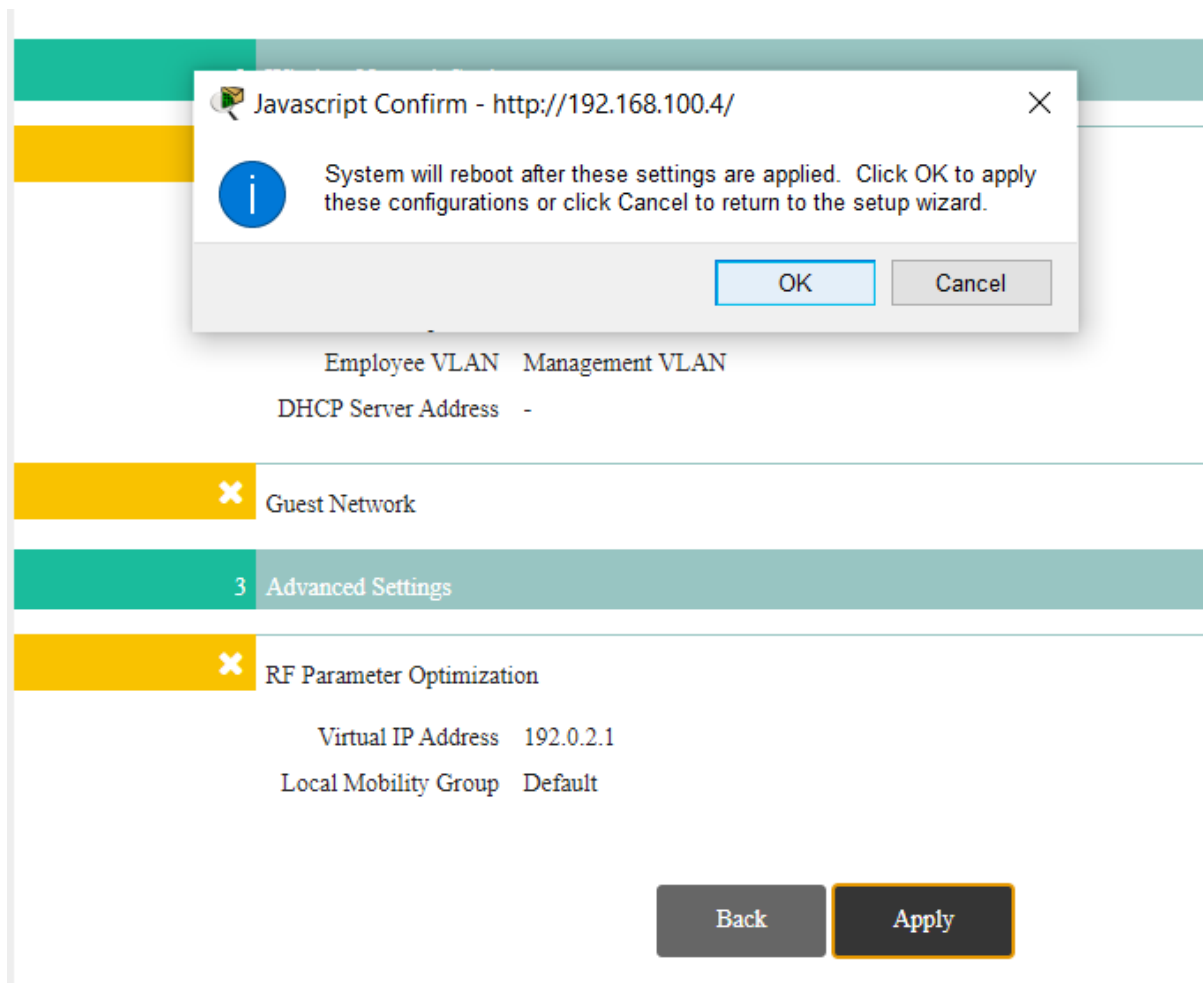 Javascript Confirm - http://192.168.100.4/
System will reboot after these settings are applied.  Click OK to apply
these configurations or click Cancel to return to the setup wizard.
OK Cancel
Employee VLAN Management VLAN
DHCP Server Address -
Guest Network
3 Advanced Settings
RF Parameter Optimization
Virtual IP Address 192.0.2.1
Local Mobility Group Default
Back Apply